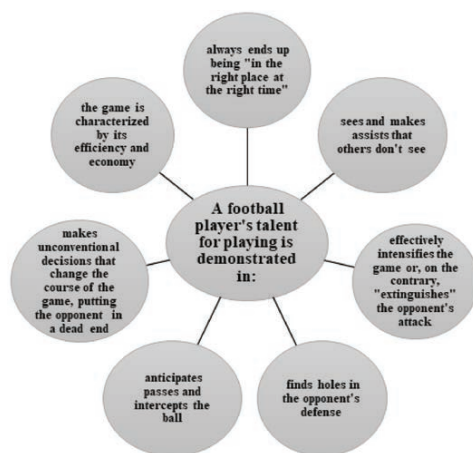 A football
player's talent
for playing is
demonstrated
in:
always ends up
being "in the
right place at
the right time"
sees and makes
assists that
others don't see
effectively
intensifies the
game or, on the
contrary,
"extinguishes"
the opponent's
attack
finds holes in
the opponent's
defense
anticipates
passes and
intercepts the
ball
makes
unconventional
decisions that
change the
course of the
game, putting
the opponent in
a dead end
the game is
characterized
by its
efficiency and
economy